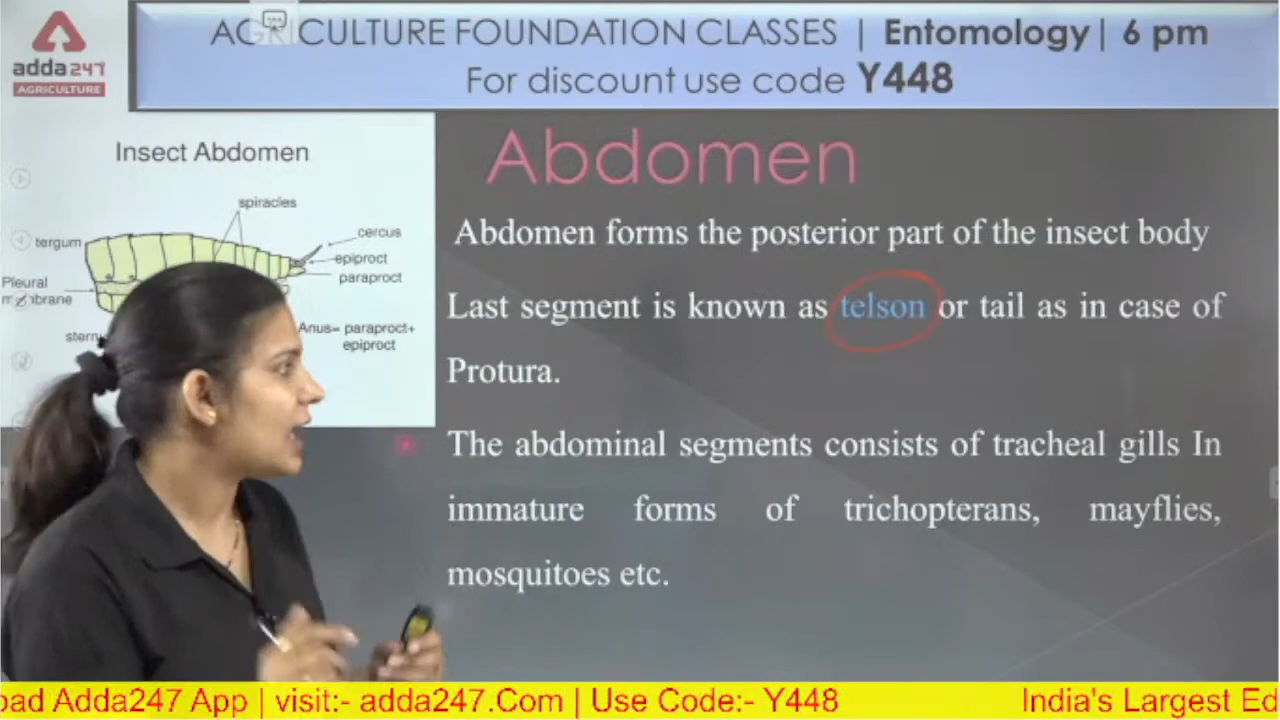 AGRICULTURE FOUNDATION CLASSES | Entomology | 6 pm
For discount use code Y448
adda247
AGRICULTURE
Insect Abdomen
spiracles
cercus
tergum
epiproct
paraproct
Pleural
membrane
Anus= paraproct+
epiproct
Abdomen
Abdomen forms the posterior part of the insect body
Last segment is known as telson or tail as in case of
Protura.
The abdominal segments consists of tracheal gills In
immature forms of trichopterans, mayflies,
mosquitoes etc.
oad Adda247 App | visit:- adda247.Com | Use Code:- Y448 India's Largest Ed